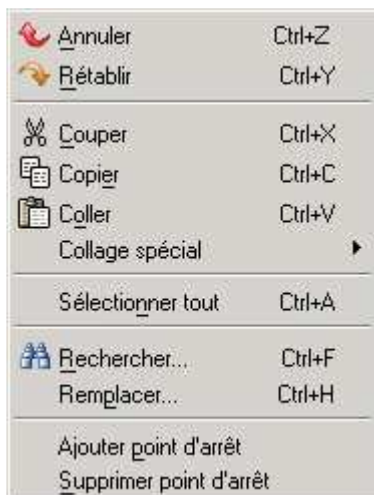 Annuler Ctrl+Z
Rétablir Ctrl+Y
Couper Ctrl+X
Copier Ctrl+C
Coller Ctrl+V
Collage spécial
Sélectionner tout Ctrl+A
Rechercher... Ctrl+F
Remplacer... Ctrl+H
Ajouter point d'arrêt
Supprimer point d'arrêt